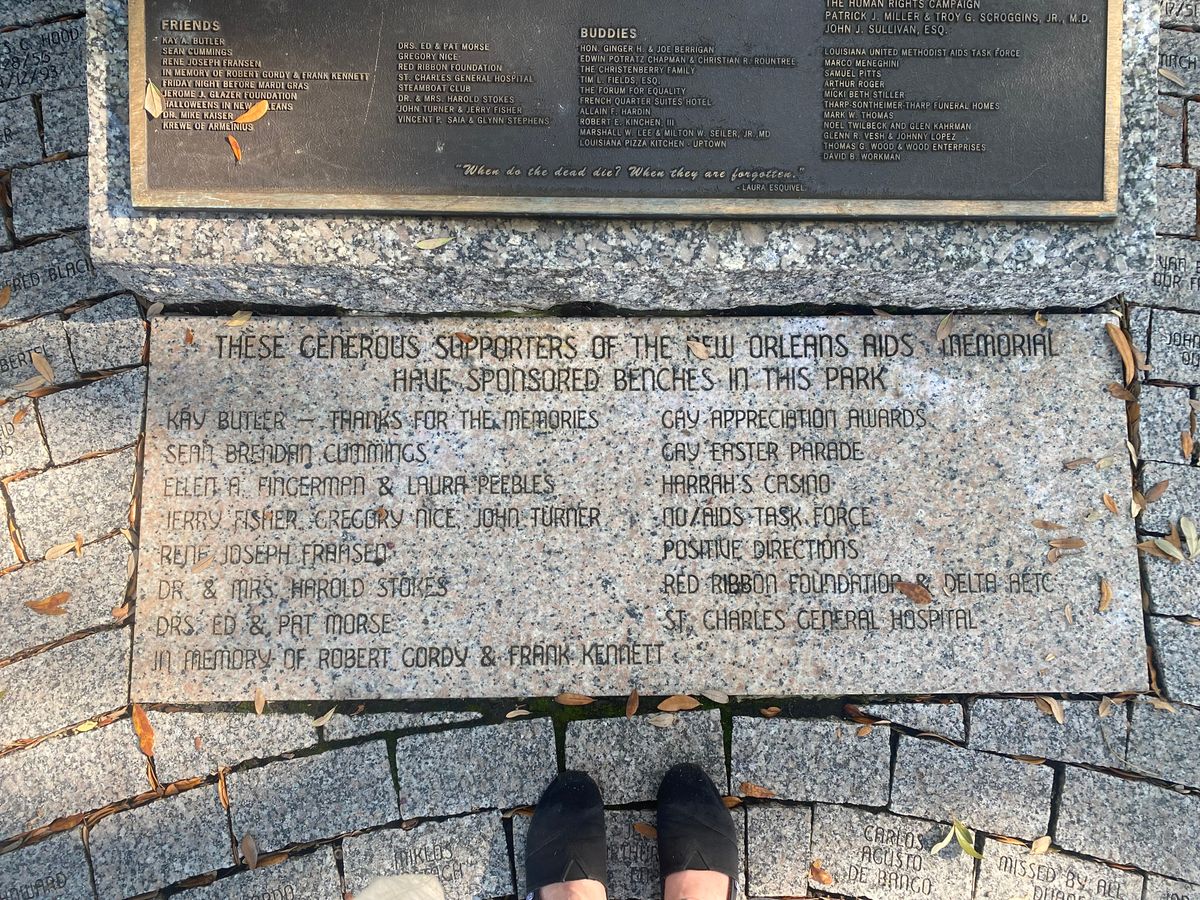 THE HUMAN RIGHTS CAMPAIGN
PATRICK J. MILLER & TROY G. SCROGGINS, JR., M.D.
JOHN J. SULLIVAN, ESQ.
FRIENDS
KAY A. BUTLER
SEAN CUMMINGS
RENE JOSEPH FRANSEN
IN MEMORY OF ROBERT GORDY & FRANK KENNETT
FRIDAY NIGHT BEFORE MARDI GRAS
JEROME J. GLAZER FOUNDATION
HALLOWEENS IN NEW ORLEANS
DR. MIKE KAISER
KREWE OF ARMEINIUS
DRS. ED & PAT MORSE
GREGORY NICE
RED RIBBON FOUNDATION
ST. CHARLES GENERAL HOSPITAL
STEAMBOAT CLUB
DR. & MRS. HAROLD STOKES
JOHN TURNER & JERRY FISHER
VINCENT P. SAIA & GLYNN STEPHENS
BUDDIES
HON. GINGER H. & JOE BERRIGAN
EDWIN POTRATZ CHAPMAN & CHRISTIAN R. ROUNTREE
THE CHRISTENBERRY FAMILY
TIM L. FIELDS, ESQ.
THE FORUM FOR EQUALITY
FRENCH QUARTER SUITES HOTEL
ALLAIN F. HARDIN
ROBERT E. KINCHEN, III
MARSHALL W. LEE & MILTON W. SEILER, JR., MD
LOUISIANA PIZZA KITCHEN - UPTOWN
LOUISIANA UNITED METHODIST AIDS TASK FORCE
MARCO MENEGHINI
SAMUEL PITTS
ARTHUR ROGER
MICKI BETH STILLER
THARP-SONTHEIMER-THARP FUNERAL HOMES
MARK W. THOMAS
NOEL TWILBECK AND GLEN KAHRMAN
GLENN R. VESH & JOHNNY LOPEZ
THOMAS G. WOOD & WOOD ENTERPRISES
DAVID B. WORKMAN
"When do the dead die? When they are forgotten."
- LAURA ESQUIVEL
THESE GENEROUS SUPPORTERS OF THE NEW ORLEANS AIDS MEMORIAL
HAVE SPONSORED BENCHES IN THIS PARK
KAY BUTLER — THANKS FOR THE MEMORIES
SEAN BRENDAN CUMMINGS
ELLEN A. FINGERMAN & LAURA PEEBLES
JERRY FISHER, GREGORY NICE, JOHN TURNER
RENE JOSEPH FRANSEN
DR. & MRS. HAROLD STOKES
DRS. ED & PAT MORSE
IN MEMORY OF ROBERT GORDY & FRANK KENNETT
GAY APPRECIATION AWARDS
GAY EASTER PARADE
HARRAH'S CASINO
NO/AIDS TASK FORCE
POSITIVE DIRECTIONS
RED RIBBON FOUNDATION & DELTA AETC
ST. CHARLES GENERAL HOSPITAL
MIKLOS
CARLOS
AGUSTO
DE BANGO
MISSED BY ALL